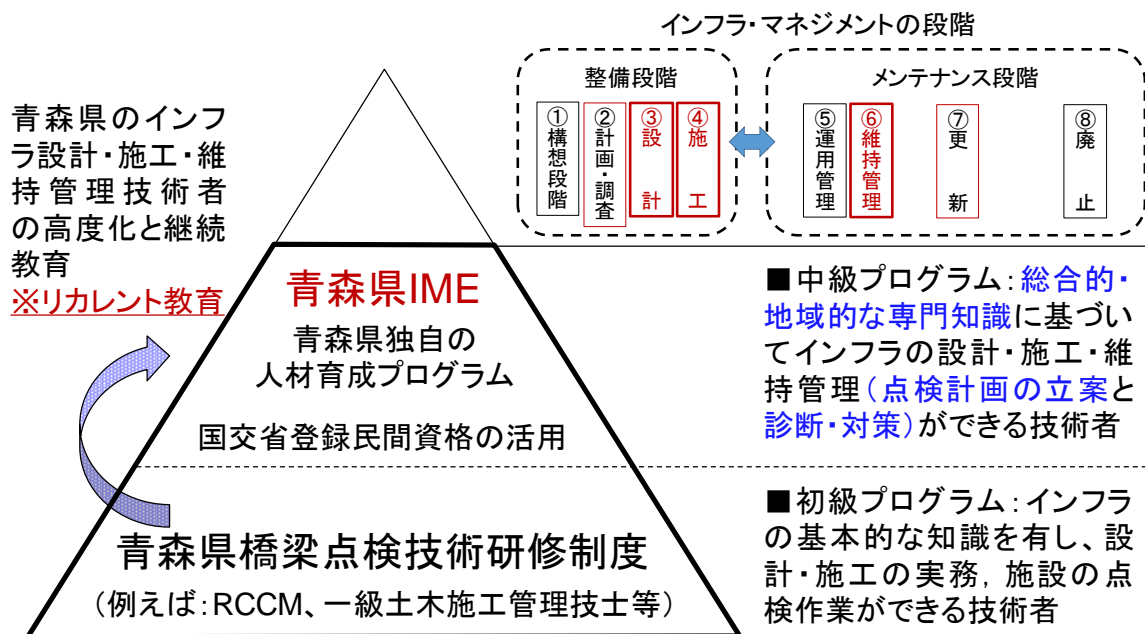 インフラ・マネジメントの段階
整備段階
メンテナンス段階
①構想段階
②計画・調査
③設計
④施工
⑤運用管理
⑥維持管理
⑦更新
⑧廃止
青森県のインフ
ラ設計・施工・維
持管理技術者
の高度化と継続
教育
※リカレント教育
青森県IME
青森県独自の
人材育成プログラム
国交省登録民間資格の活用
■中級プログラム：総合的・
地域的な専門知識に基づい
てインフラの設計・施工・維
持管理（点検計画の立案と
診断・対策）ができる技術者
青森県橋梁点検技術研修制度
（例えば：RCCM、一級土木施工管理技士等）
■初級プログラム：インフラ
の基本的な知識を有し、設
計・施工の実務，施設の点
検作業ができる技術者